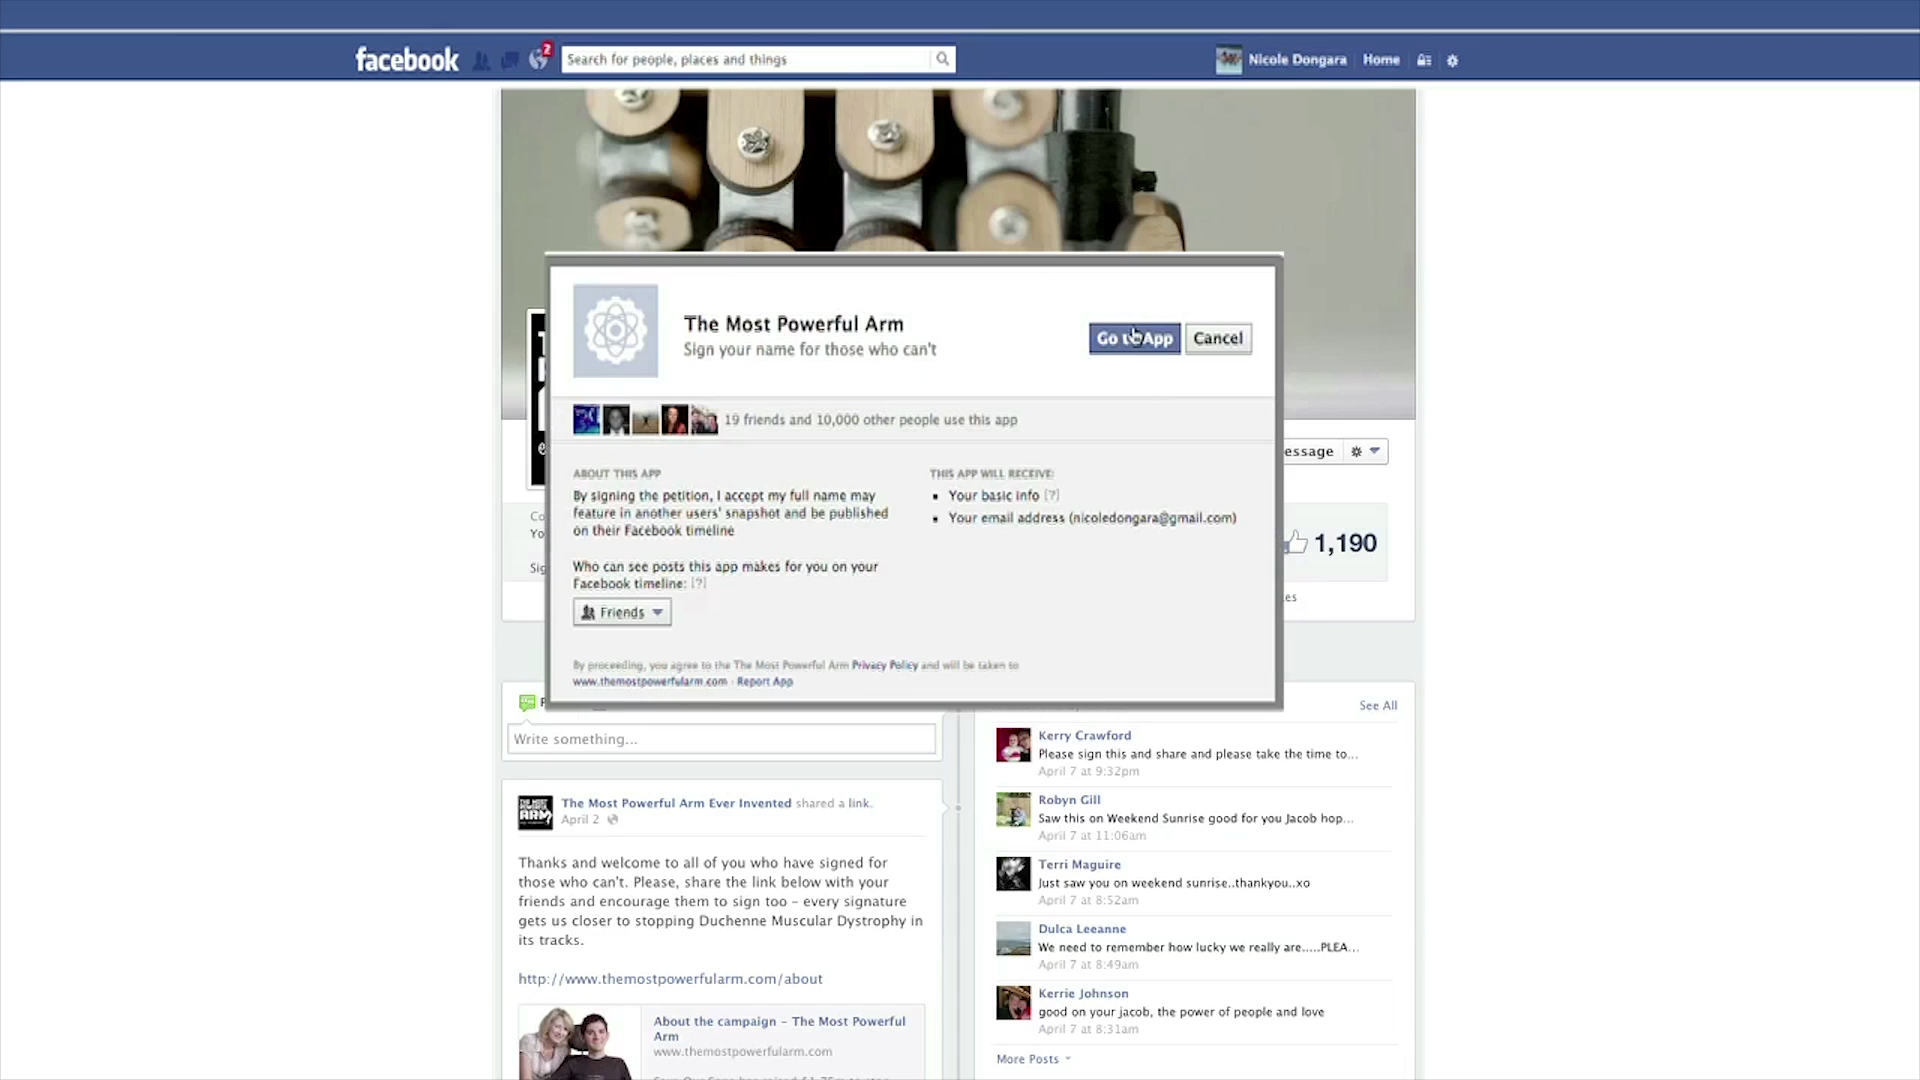 facebook
2
Search for people, places and things
Nicole Dongara
Home
The Most Powerful Arm
Sign your name for those who can't
Go to App
Cancel
19 friends and 10,000 other people use this app
ABOUT THIS APP
By signing the petition, I accept my full name may
feature in another users' snapshot and be published
on their Facebook timeline
Who can see posts this app makes for you on your
Facebook timeline: [?]
Friends
THIS APP WILL RECEIVE:
Your basic info [?]
Your email address (nicoledongara@gmail.com)
By proceeding, you agree to the The Most Powerful Arm Privacy Policy and will be taken to
www.themostpowerfularm.com · Report App
essage
1,190
See All
Write something...
The Most Powerful Arm Ever Invented shared a link.
April 2
Thanks and welcome to all of you who have signed for
those who can't. Please, share the link below with your
friends and encourage them to sign too – every signature
gets us closer to stopping Duchenne Muscular Dystrophy in
its tracks.
http://www.themostpowerfularm.com/about
About the campaign – The Most Powerful
Arm
www.themostpowerfularm.com
Kerry Crawford
Please sign this and share and please take the time to...
April 7 at 9:32pm
Robyn Gill
Saw this on Weekend Sunrise good for you Jacob hop...
April 7 at 11:06am
Terri Maguire
Just saw you on weekend sunrise..thankyou..xo
April 7 at 8:52am
Dulca Leeanne
We need to remember how lucky we really are.....PLEA...
April 7 at 8:49am
Kerrie Johnson
good on your jacob, the power of people and love
April 7 at 8:31am
More Posts